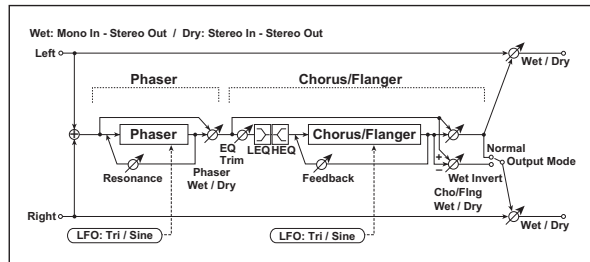 Wet: Mono In - Stereo Out / Dry: Stereo In - Stereo Out
Left
Wet / Dry
Phaser
Chorus/Flanger
Phaser
EQ
Trim
LEQ
HEQ
Chorus/Flanger
Normal
Output Mode
Resonance
Phaser
Wet / Dry
Feedback
+
−
Wet Invert
Cho/Flng
Wet / Dry
Right
Wet / Dry
LFO: Tri / Sine
LFO: Tri / Sine